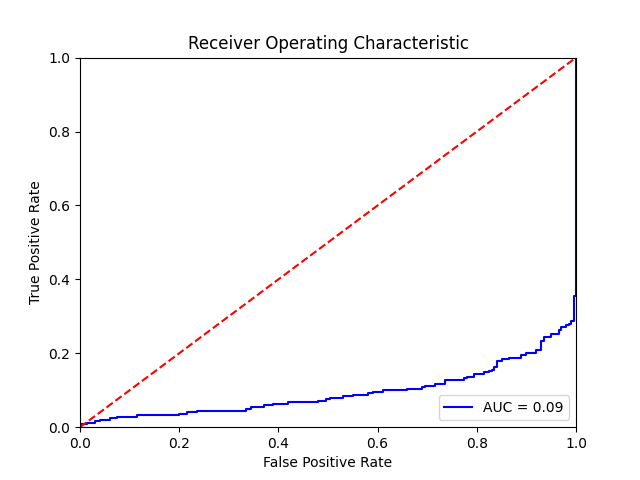 Receiver Operating Characteristic
1.0
0.8
0.6
0.4
0.2
0.0
True Positive Rate
AUC = 0.09
0.0 0.2 0.4 0.6 0.8 1.0
False Positive Rate